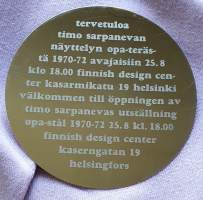 tervetuloa
timo sarpanevan
näyttelyn opa-teräs-
tä 1970-72 avajaisiin 25.8
klo 18.00 finnish design cen-
ter kasarmikatu 19 helsinki
välkommen till öppningen av
timo sarpanevas utställning
opa-stål 1970-72 25.8 kl. 18.00
finnish design center
kaserngatan 19
helsingfors